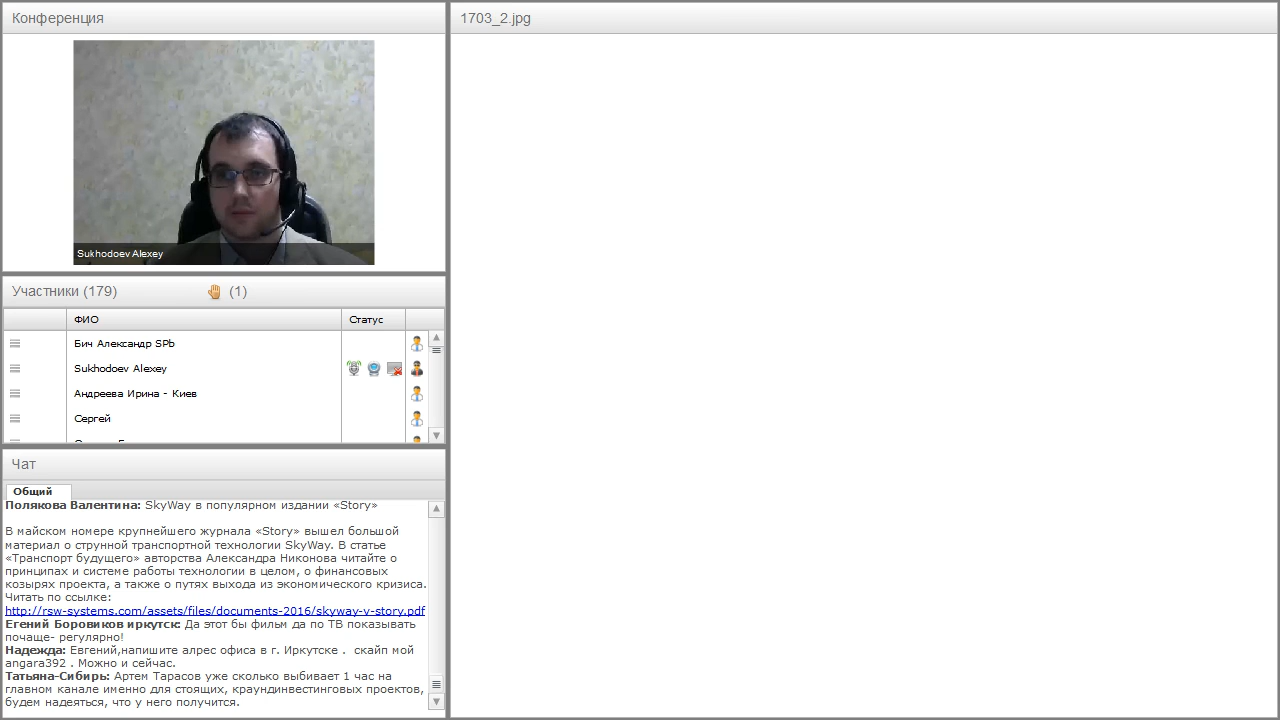 Конференция
1703_2.jpg
Sukhodoev Alexey
Участники (179)
(1)
ФИО
Статус
Бич Александр SPb
Sukhodoev Alexey
Андреева Ирина - Киев
Сергей
Чат
Общий
Полякова Валентина: SkyWay в популярном издании «Story»
В майском номере крупнейшего журнала «Story» вышел большой
материал о струнной транспортной технологии SkyWay. В статье
«Транспорт будущего» авторства Александра Никонова читайте о
принципах и системе работы технологии в целом, о финансовых
козырях проекта, а также о путях выхода из экономического кризиса.
Читать по ссылке:
http://rsw-systems.com/assets/files/documents-2016/skyway-v-story.pdf
Егений Боровиков иркутск: Да этот бы фильм да по ТВ показывать
почаще- регулярно!
Надежда: Евгений,напишите алрес офиса в г. Иркутске . скайп мой
angara392 . Можно и сейчас.
Татьяна-Сибирь: Артем Тарасов уже сколько выбивает 1 час на
главном канале именно для стоящих, краундинвестинговых проектов,
будем надеяться, что у него получится.